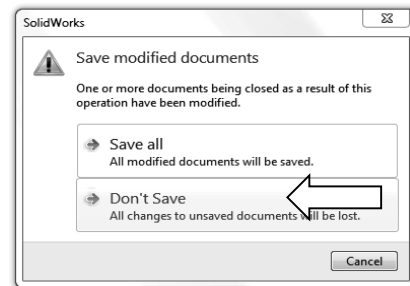 SolidWorks
Save modified documents
One or more documents being closed as a result of this
operation have been modified.
Save all
All modified documents will be saved.
Don't Save
All changes to unsaved documents will be lost.
Cancel